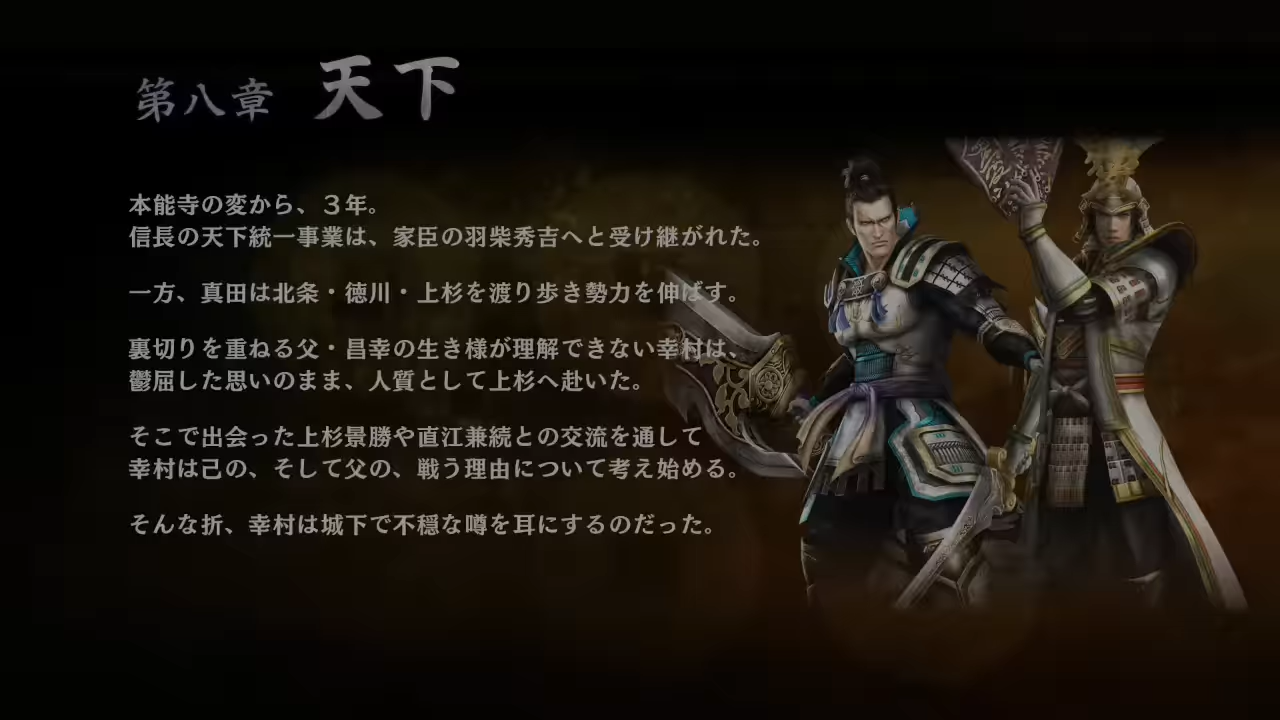 第八章 天下
本能寺の変から、３年。
信長の天下統一事業は、家臣の羽柴秀吉へと受け継がれた。
一方、真田は北条・徳川・上杉を渡り歩き勢力を伸ばす。
裏切りを重ねる父・昌幸の生き様が理解できない幸村は、
鬱屈した思いのまま、人質として上杉へ赴いた。
そこで出会った上杉景勝や直江兼続との交流を通して
幸村は己の、そして父の、戦う理由について考え始める。
そんな折、幸村は城下で不穏な噂を耳にするのだった。